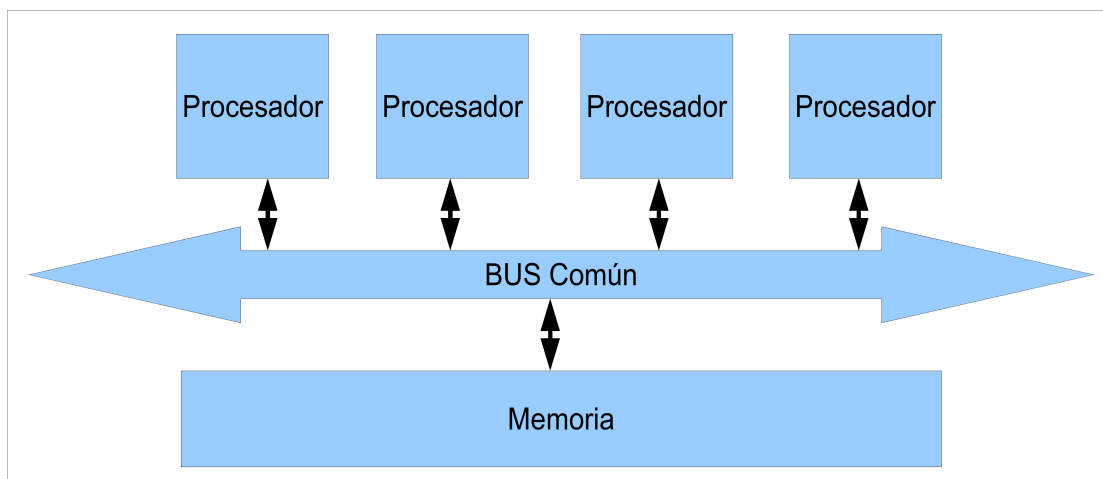 Procesador
Procesador
Procesador
Procesador
BUS Común
Memoria